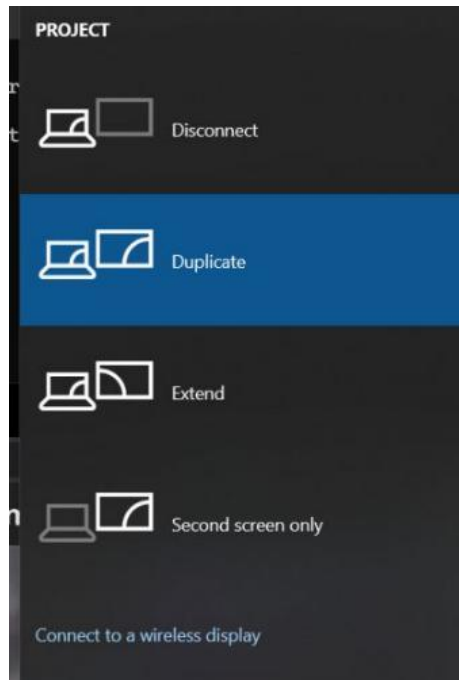 PROJECT
r
t
Disconnect
Duplicate
Extend
n
Second screen only
Connect to a wireless display